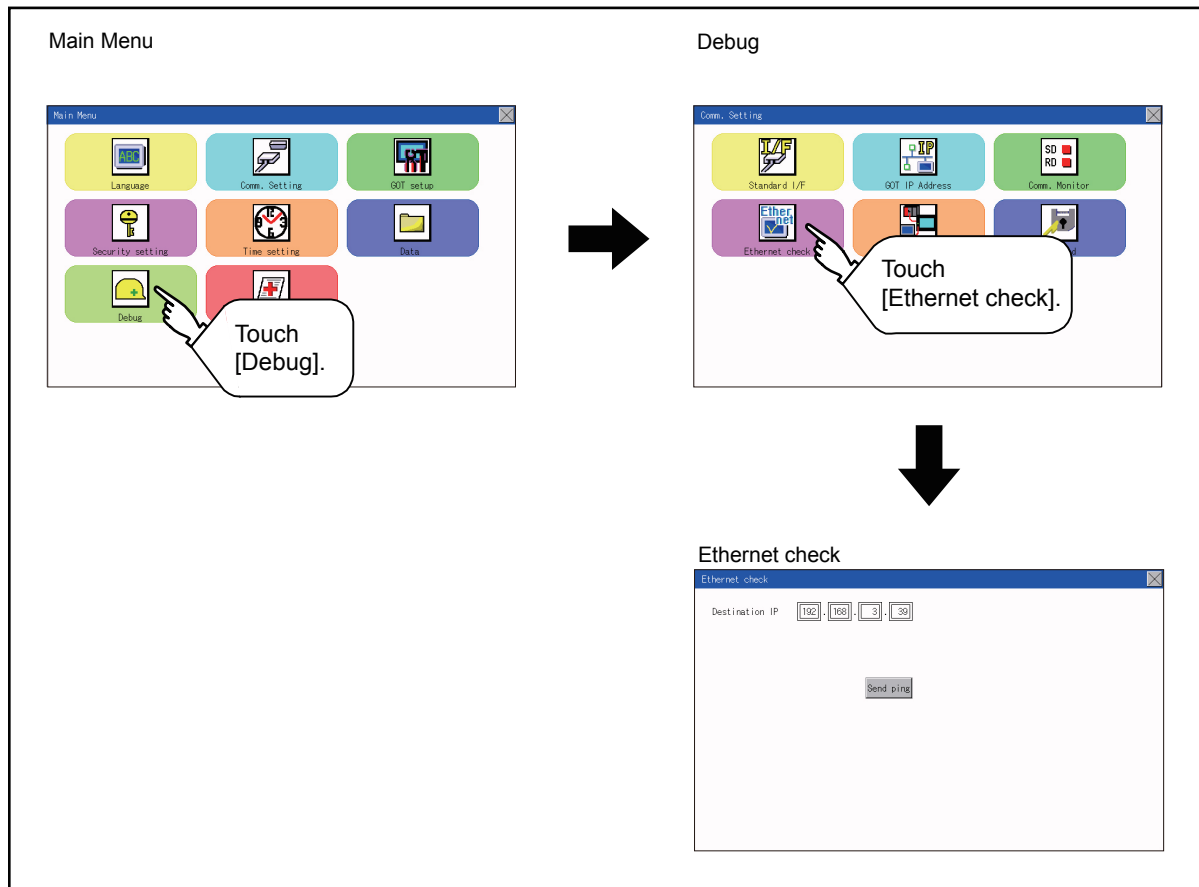 Main Menu
Main Menu
ABC
Language
Comm. Setting
GOT setup
Security setting
Time setting
Data
Debug
Touch
[Debug].
Debug
Comm. Setting
I/F
Standard I/F
IP
GOT IP Address
SD
RD
Comm. Monitor
Ether
net
Ethernet check
Touch
[Ethernet check].
Ethernet check
Ethernet check
Destination IP 192 . 168 . 3 . 39
Send ping